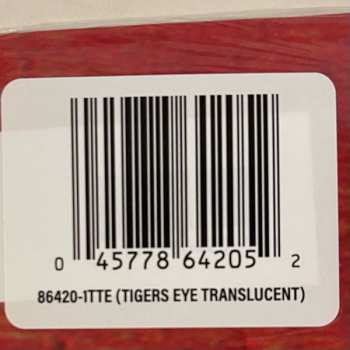 0 45778 64205 2
86420-1TTE (TIGERS EYE TRANSLUCENT)